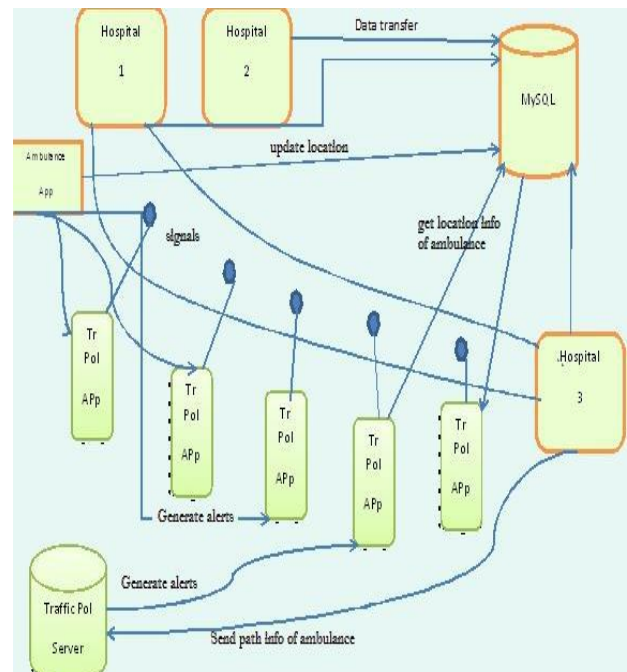 Hospital
1
Hospital
2
Data transfer
MySQL
Ambulance
App
update location
signals
get location info
of ambulance
Tr
Pol
APp
Tr
Pol
APp
Tr
Pol
APp
Tr
Pol
APp
Tr
Pol
APp
.Hospital
3
Generate alerts
Generate alerts
Traffic Pol
Server
Send path info of ambulance